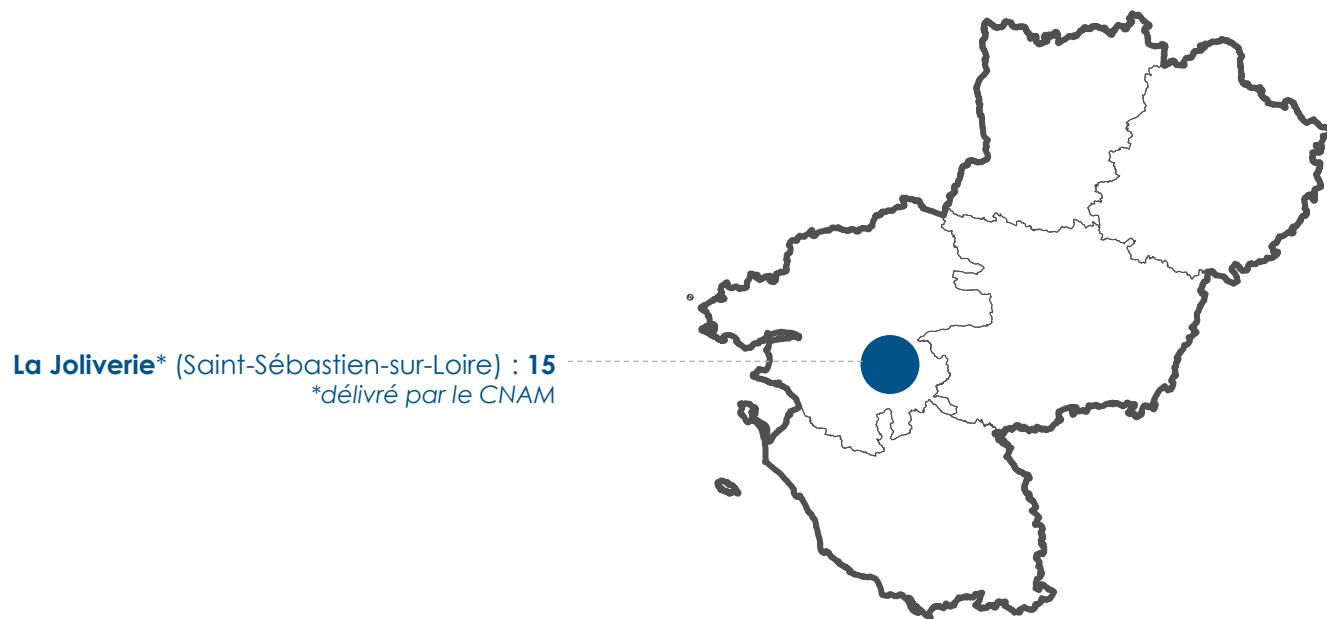 La Joliverie* (Saint-Sébastien-sur-Loire) : 15
*délivré par le CNAM